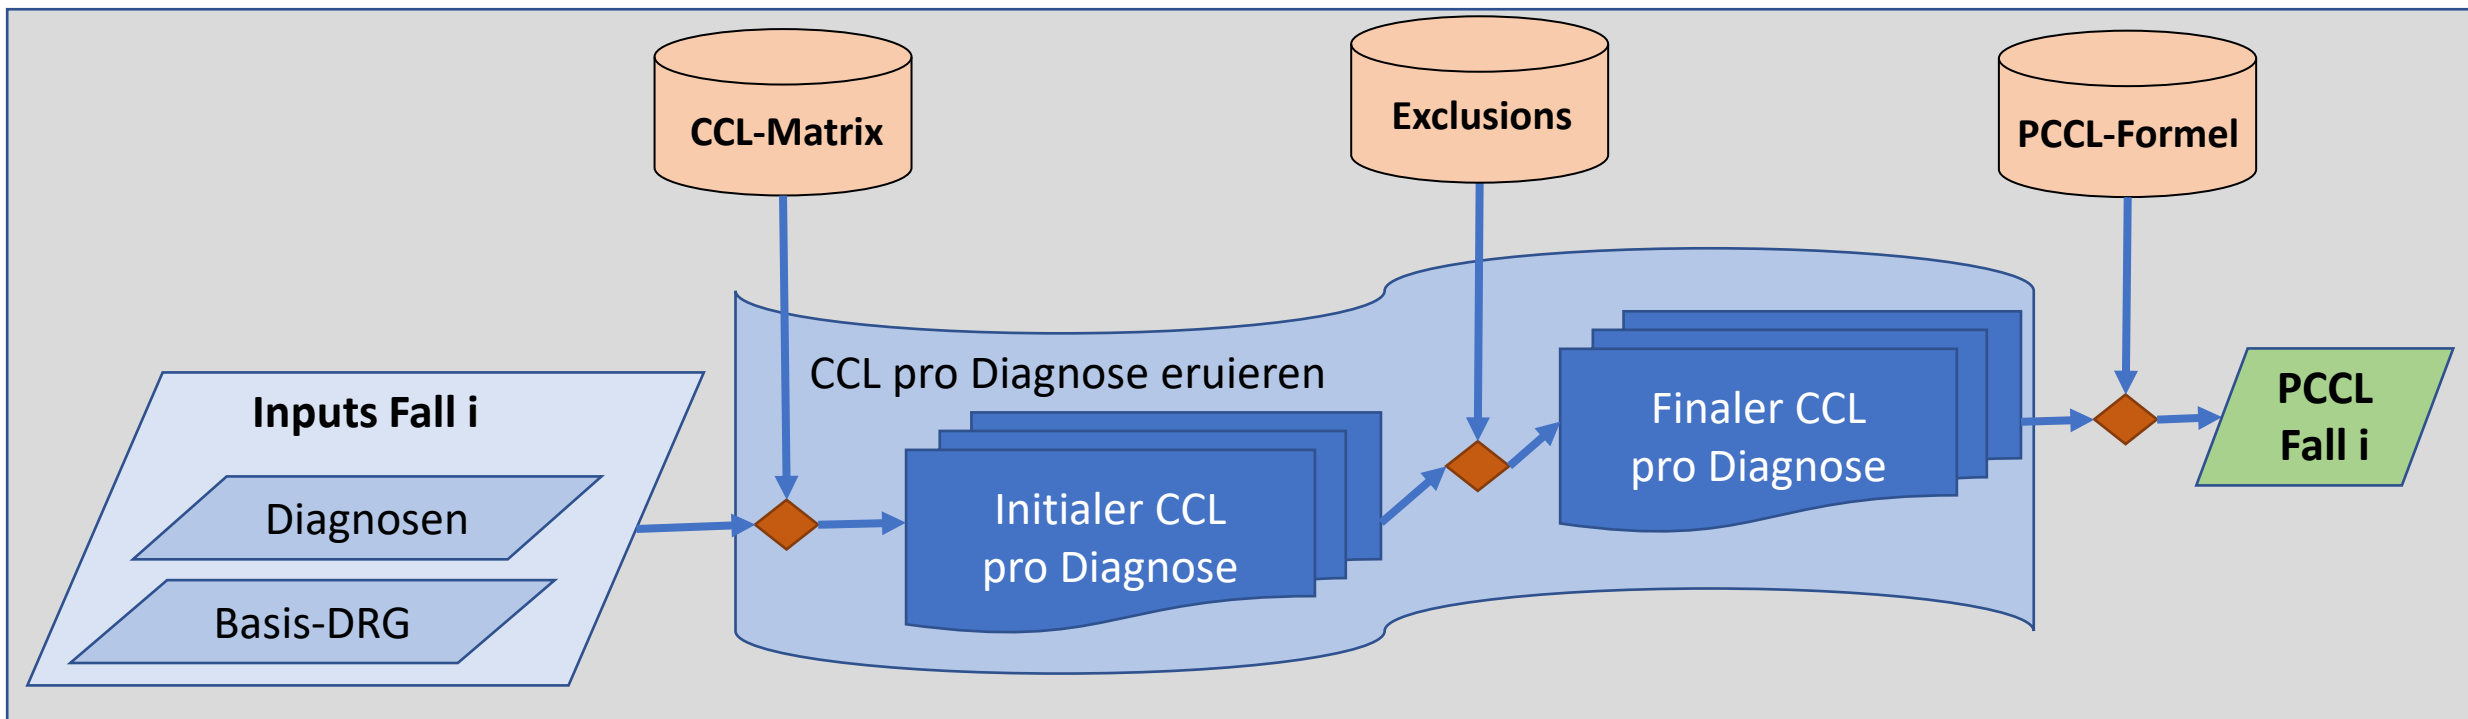 CCL-Matrix
Exclusions
PCCL-Formel
Inputs Fall i
Diagnosen
Basis-DRG
CCL pro Diagnose eruieren
Initialer CCL
pro Diagnose
Finaler CCL
pro Diagnose
PCCL
Fall i